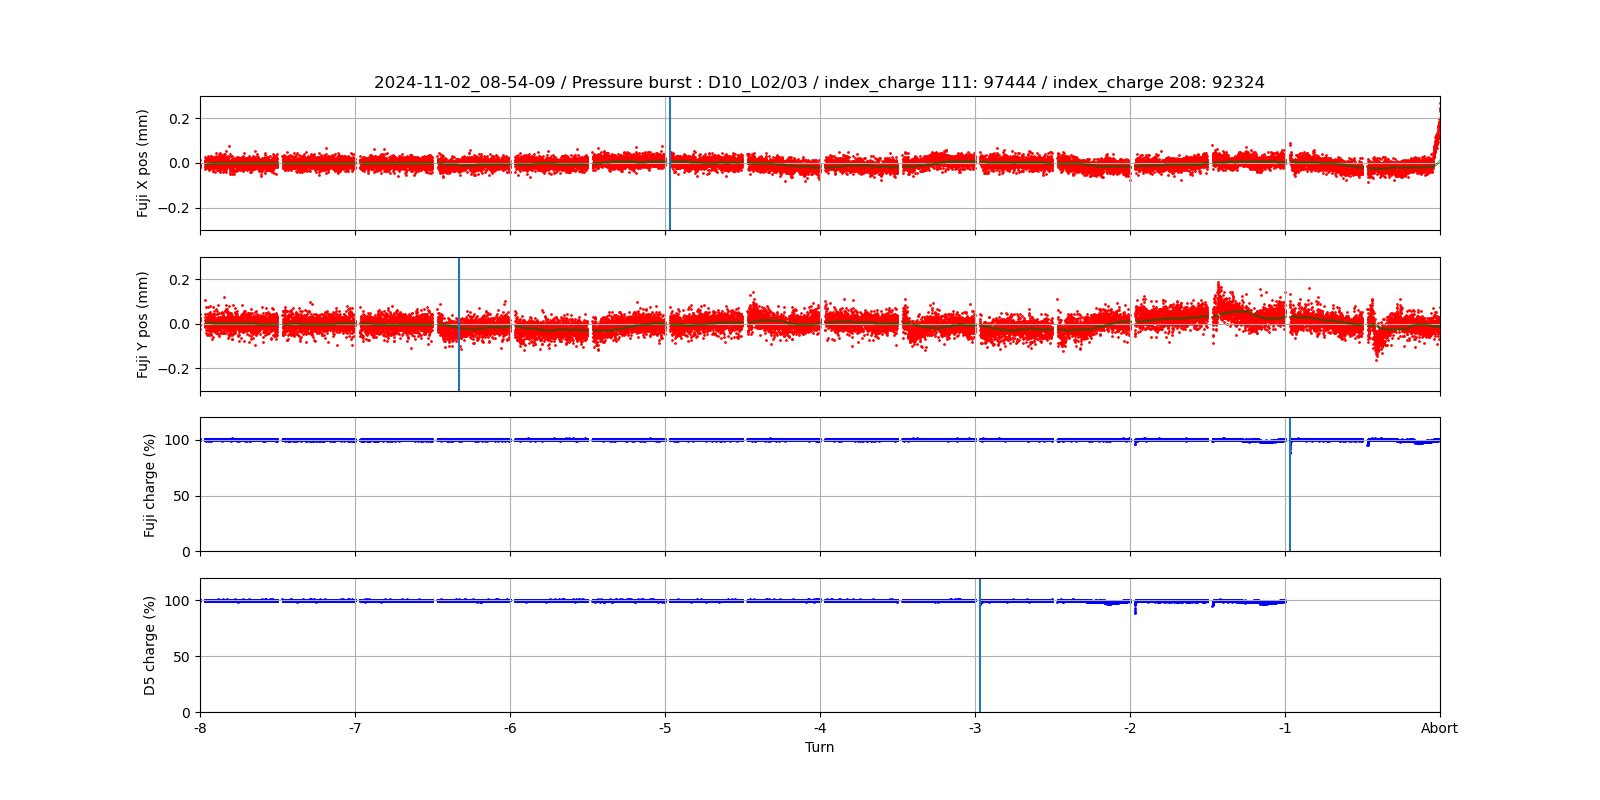 2024-11-02_08-54-09 / Pressure burst : D10_L02/03 / index_charge 111: 97444 / index_charge 208: 92324
Fuji X pos (mm)
0.2
0.0
−0.2
Fuji Y pos (mm)
0.2
0.0
−0.2
Fuji charge (%)
100
50
0
D5 charge (%)
100
50
0
-8 -7 -6 -5 -4 -3 -2 -1 Abort
Turn